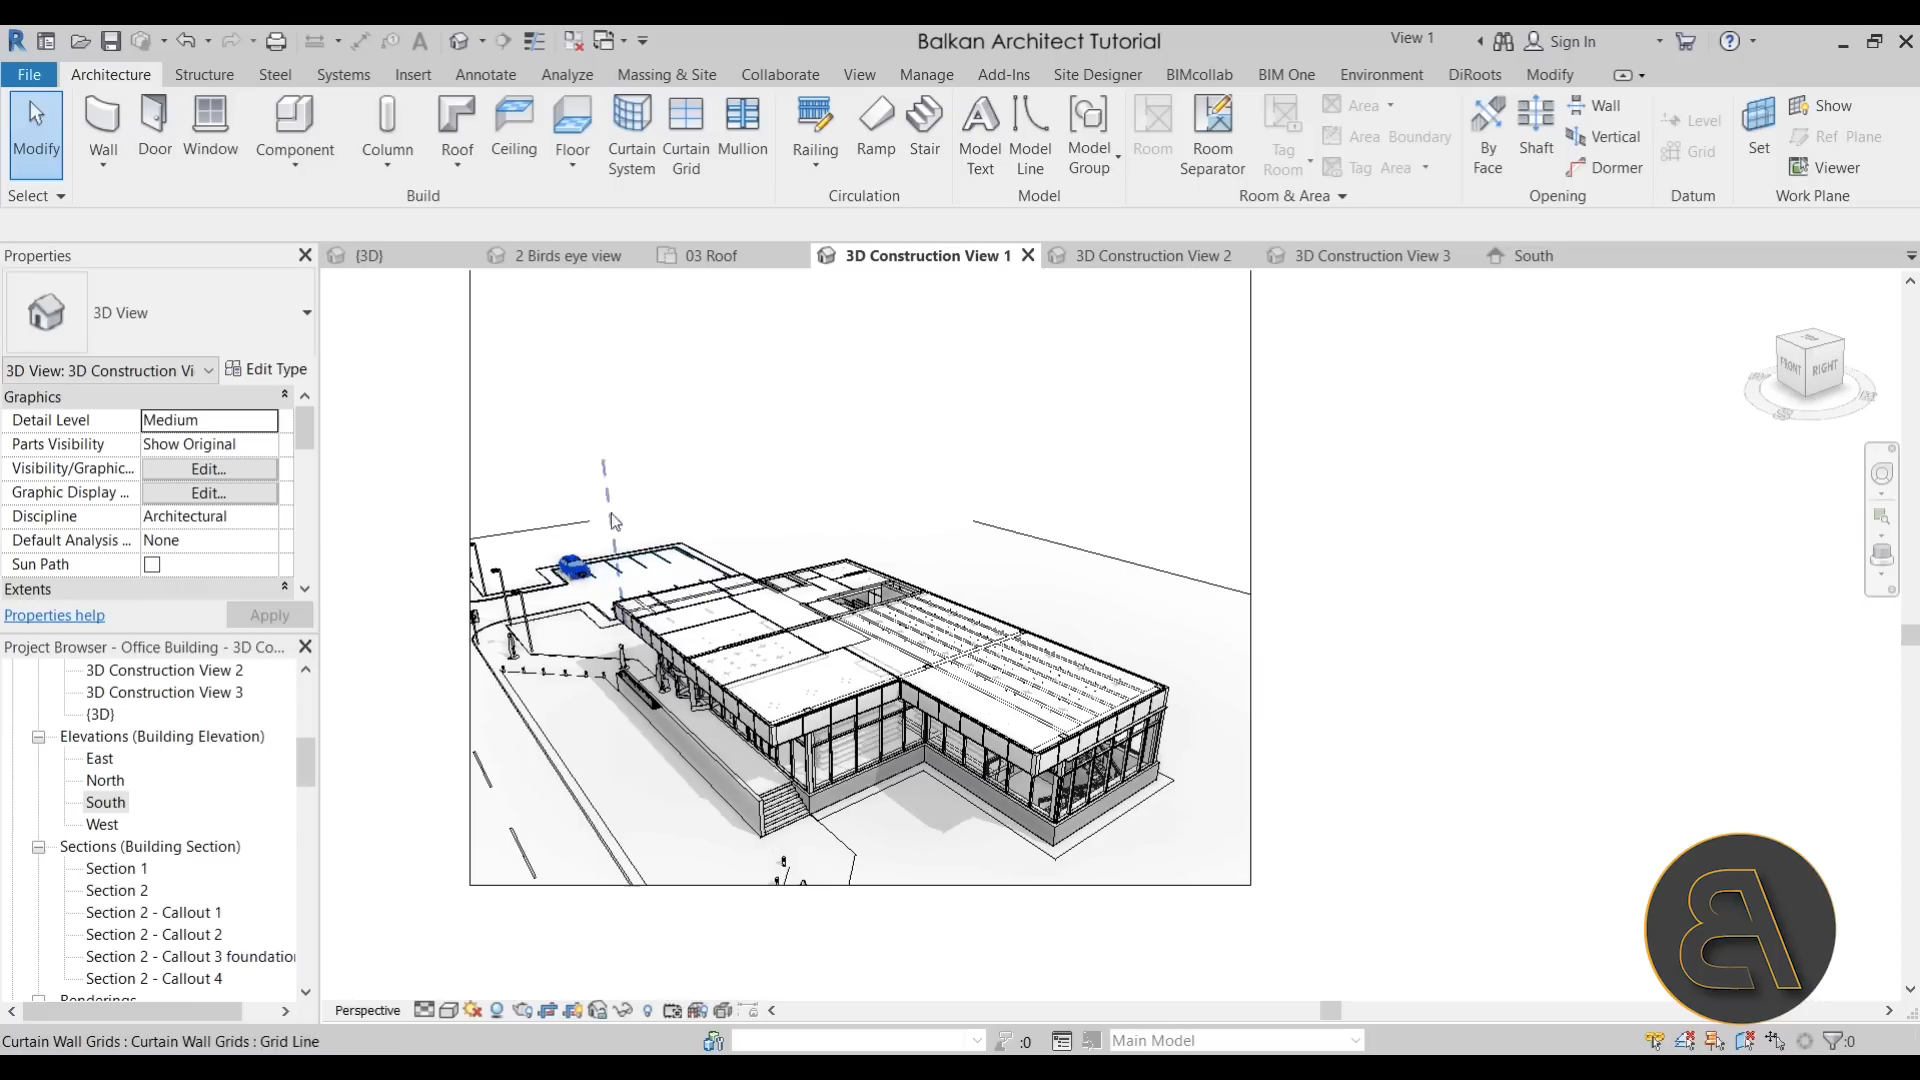 Balkan Architect Tutorial
View 1
Sign In
File
Architecture
Structure
Steel
Systems
Insert
Annotate
Analyze
Massing & Site
Collaborate
View
Manage
Add-Ins
Site Designer
BIMcollab
BIM One
Environment
DiRoots
Modify
Modify
Wall
Door
Window
Component
Column
Roof
Ceiling
Floor
Curtain System
Curtain Grid
Mullion
Railing
Ramp
Stair
Model Text
Model Line
Model Group
Room
Room Separator
Tag Room
Area
Area Boundary
Tag Area
By Face
Shaft
Wall
Vertical
Dormer
Level
Grid
Set
Show
Ref Plane
Viewer
Select
Build
Circulation
Model
Room & Area
Opening
Datum
Work Plane
Properties
{3D}
2 Birds eye view
03 Roof
3D Construction View 1
3D Construction View 2
3D Construction View 3
South
3D View
3D View: 3D Construction Vi
Edit Type
Graphics
Detail Level
Medium
Parts Visibility
Show Original
Visibility/Graphic...
Edit...
Graphic Display ...
Edit...
Discipline
Architectural
Default Analysis ...
None
Sun Path
Extents
Properties help
Apply
Project Browser - Office Building - 3D Co...
3D Construction View 2
3D Construction View 3
{3D}
Elevations (Building Elevation)
East
North
South
West
Sections (Building Section)
Section 1
Section 2
Section 2 - Callout 1
Section 2 - Callout 2
Section 2 - Callout 3 foundatio
Section 2 - Callout 4
Renderings
FRONT
RIGHT
Perspective
Curtain Wall Grids : Curtain Wall Grids : Grid Line
:0
Main Model
:0